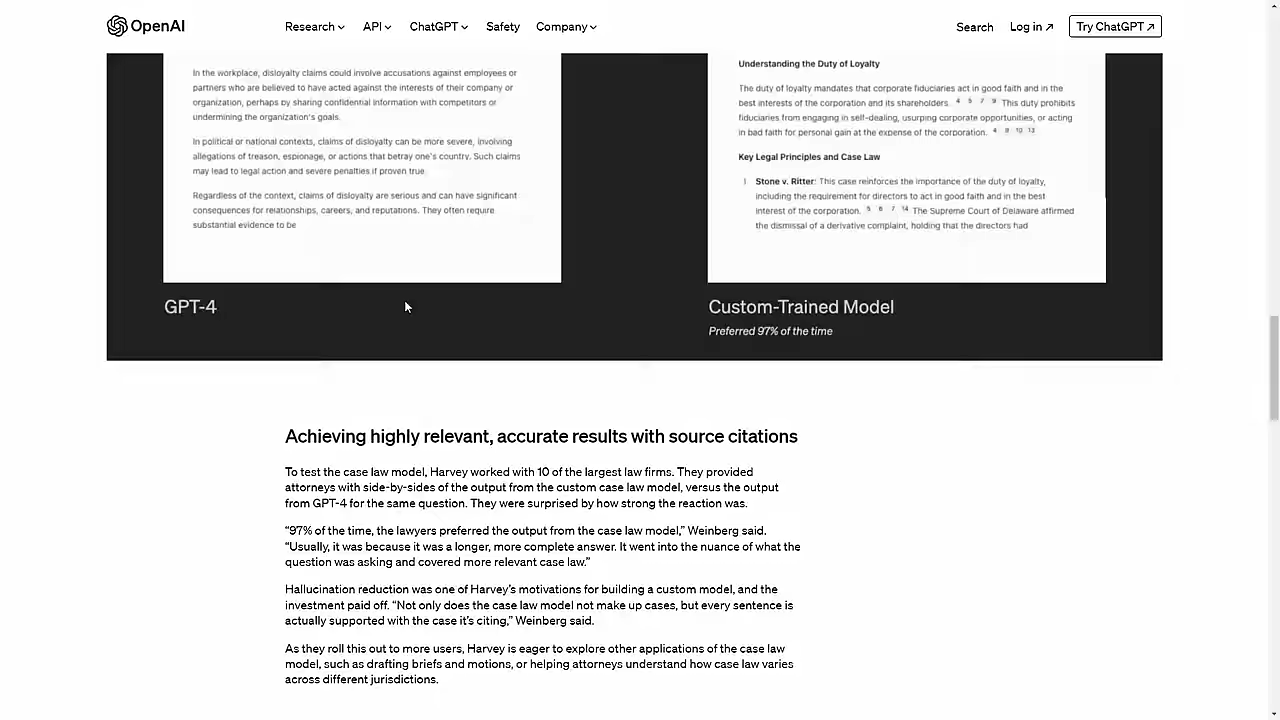 OpenAI
Research
API
ChatGPT
Safety
Company
Search
Log in ↗
Try ChatGPT ↗
In the workplace, disloyalty claims could involve accusations against employees or
partners who are believed to have acted against the interests of their company or
organization, perhaps by sharing confidential information with competitors or
undermining the organization's goals.
In political or national contexts, claims of disloyalty can be more severe, involving
allegations of treason, espionage, or actions that betray one's country. Such claims
may lead to legal action and severe penalties if proven true.
Regardless of the context, claims of disloyalty are serious and can have significant
consequences for relationships, careers, and reputations. They often require
substantial evidence to be
GPT-4
Understanding the Duty of Loyalty
The duty of loyalty mandates that corporate fiduciaries act in good faith and in the
best interests of the corporation and its shareholders. 4 5 7 9 This duty prohibits
fiduciaries from engaging in self-dealing, usurping corporate opportunities, or acting
in bad faith for personal gain at the expense of the corporation. 4 9 10 13
Key Legal Principles and Case Law
Stone v. Ritter: This case reinforces the importance of the duty of loyalty,
including the requirement for directors to act in good faith and in the best
interest of the corporation. 5 6 7 14 The Supreme Court of Delaware affirmed
the dismissal of a derivative complaint, holding that the directors had
Custom-Trained Model
Preferred 97% of the time
Achieving highly relevant, accurate results with source citations
To test the case law model, Harvey worked with 10 of the largest law firms. They provided
attorneys with side-by-sides of the output from the custom case law model, versus the output
from GPT-4 for the same question. They were surprised by how strong the reaction was.
“97% of the time, the lawyers preferred the output from the case law model,” Weinberg said.
“Usually, it was because it was a longer, more complete answer. It went into the nuance of what the
question was asking and covered more relevant case law.”
Hallucination reduction was one of Harvey’s motivations for building a custom model, and the
investment paid off. “Not only does the case law model not make up cases, but every sentence is
actually supported with the case it’s citing,” Weinberg said.
As they roll this out to more users, Harvey is eager to explore other applications of the case law
model, such as drafting briefs and motions, or helping attorneys understand how case law varies
across different jurisdictions.